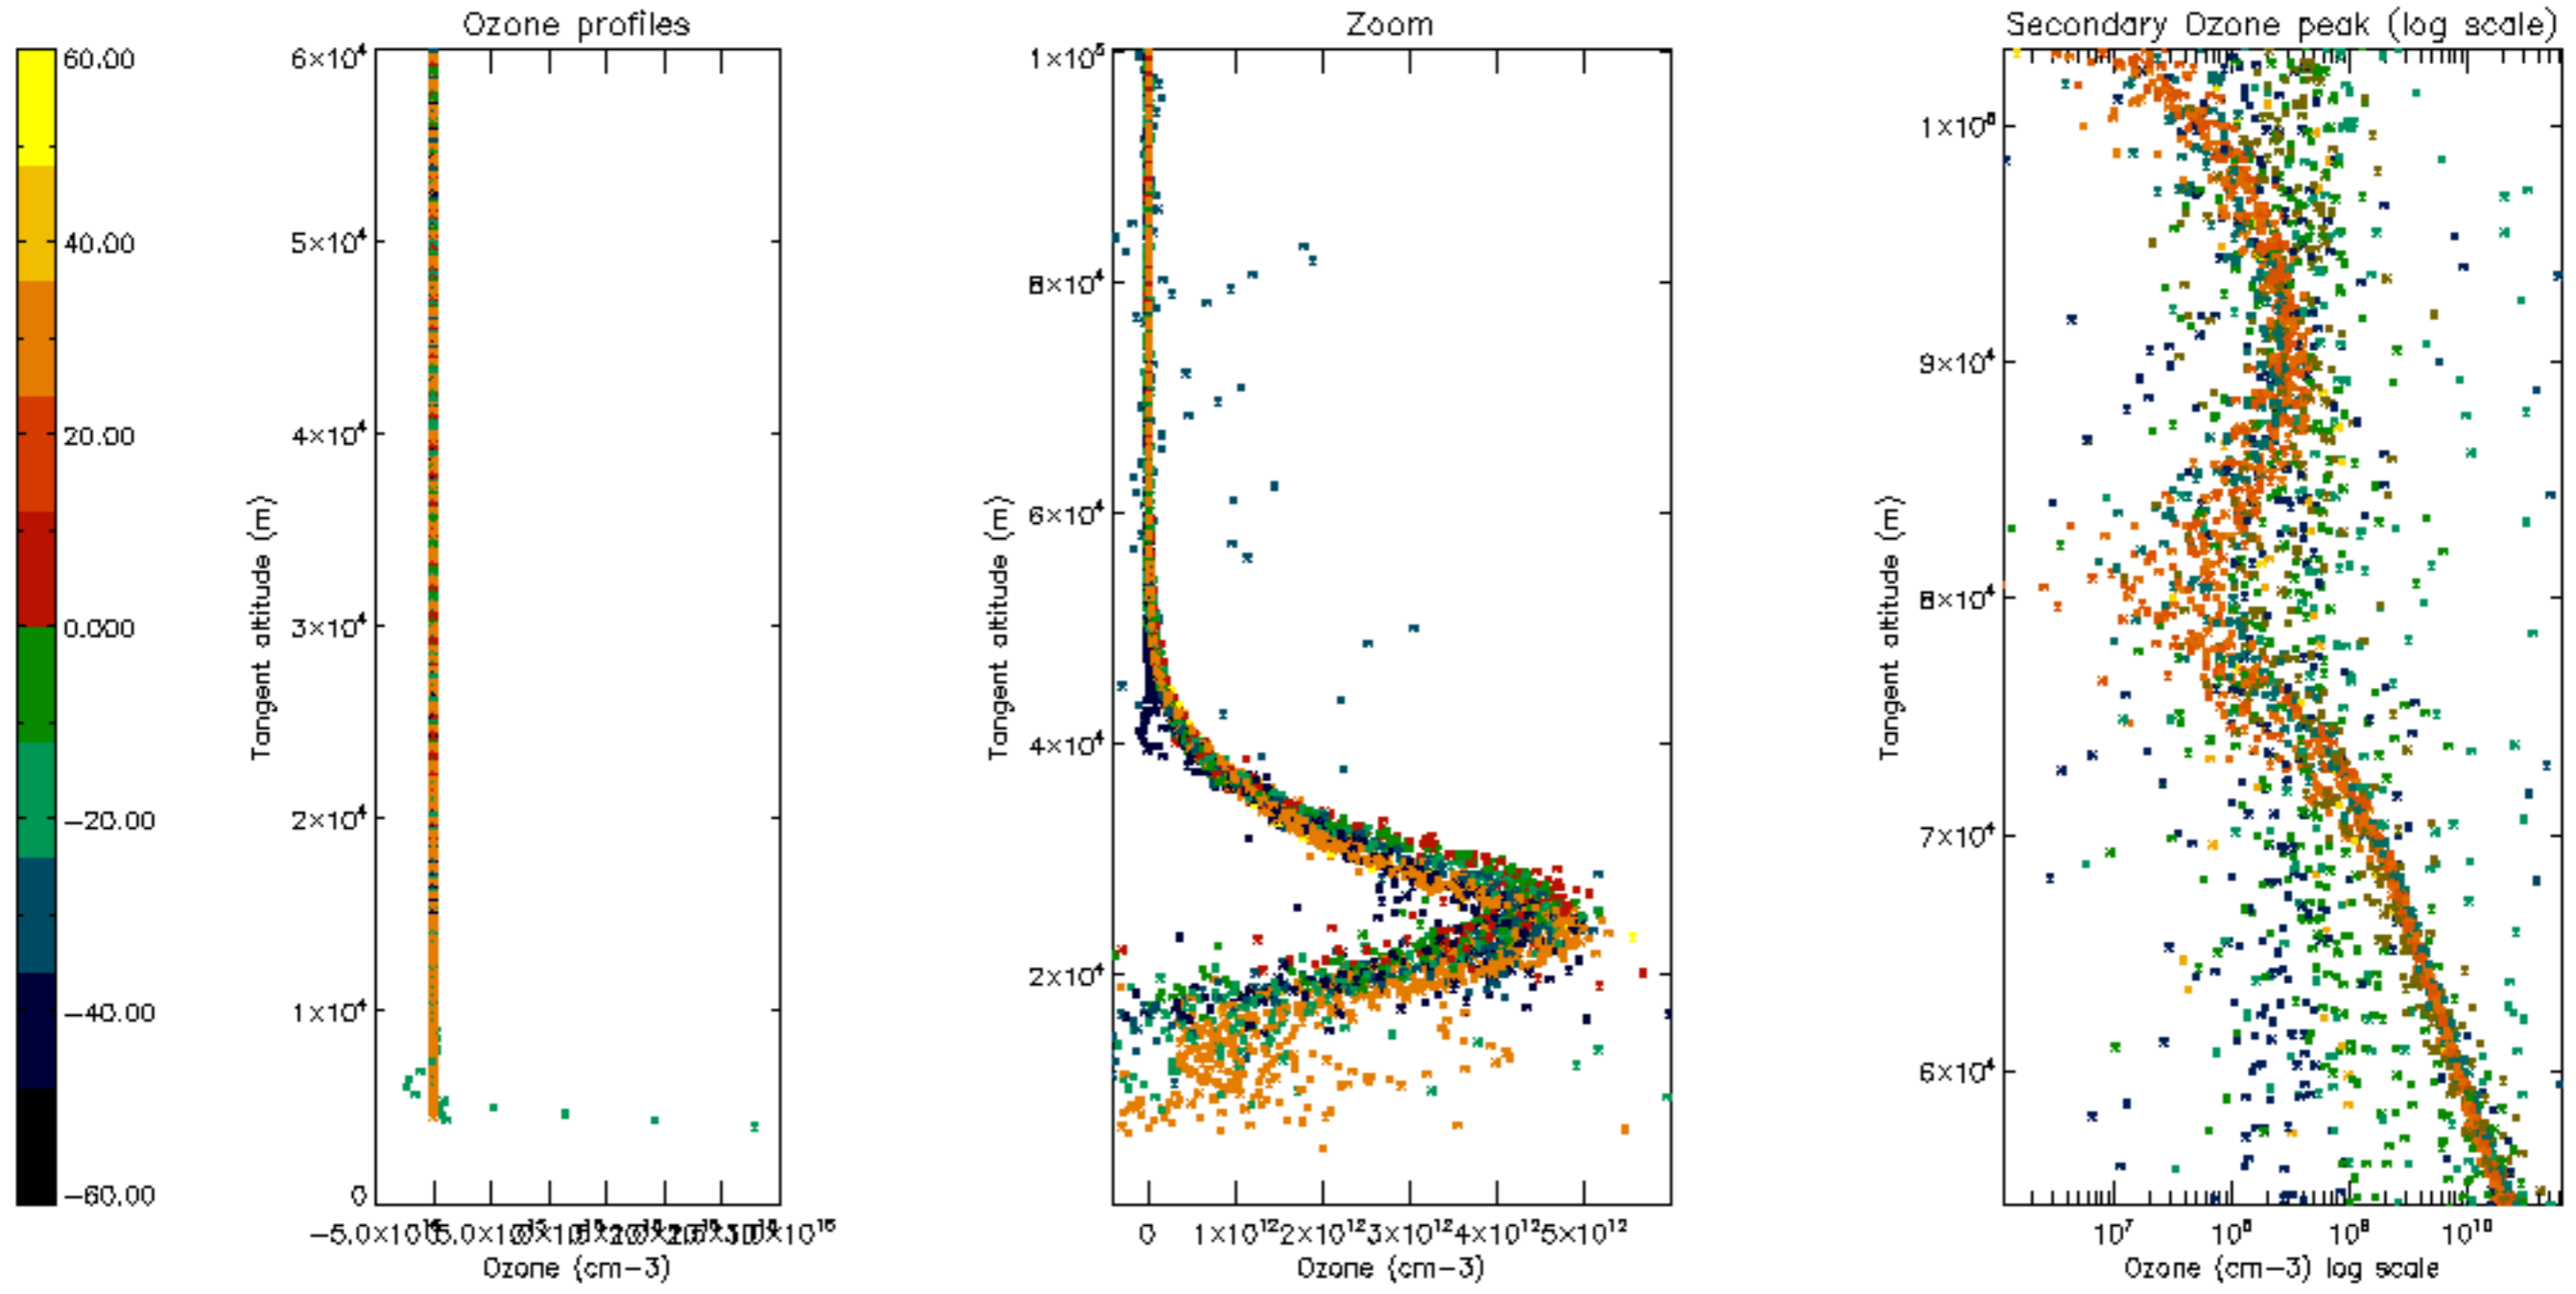 Ozone profiles
Zoom
Secondary Ozone peak (log scale)
60.00
40.00
20.00
0.000
−20.00
−40.00
−60.00
6×10⁴
5×10⁴
4×10⁴
3×10⁴
2×10⁴
1×10⁴
0
Tangent altitude (m)
Ozone (cm−3)
1×10⁵
8×10⁴
6×10⁴
4×10⁴
2×10⁴
Tangent altitude (m)
0 1×10¹² 2×10¹² 3×10¹² 4×10¹² 5×10¹²
Ozone (cm−3)
1×10⁵
9×10⁴
8×10⁴
7×10⁴
6×10⁴
Tangent altitude (m)
10⁷ 10⁸ 10⁹ 10¹⁰
Ozone (cm−3) log scale